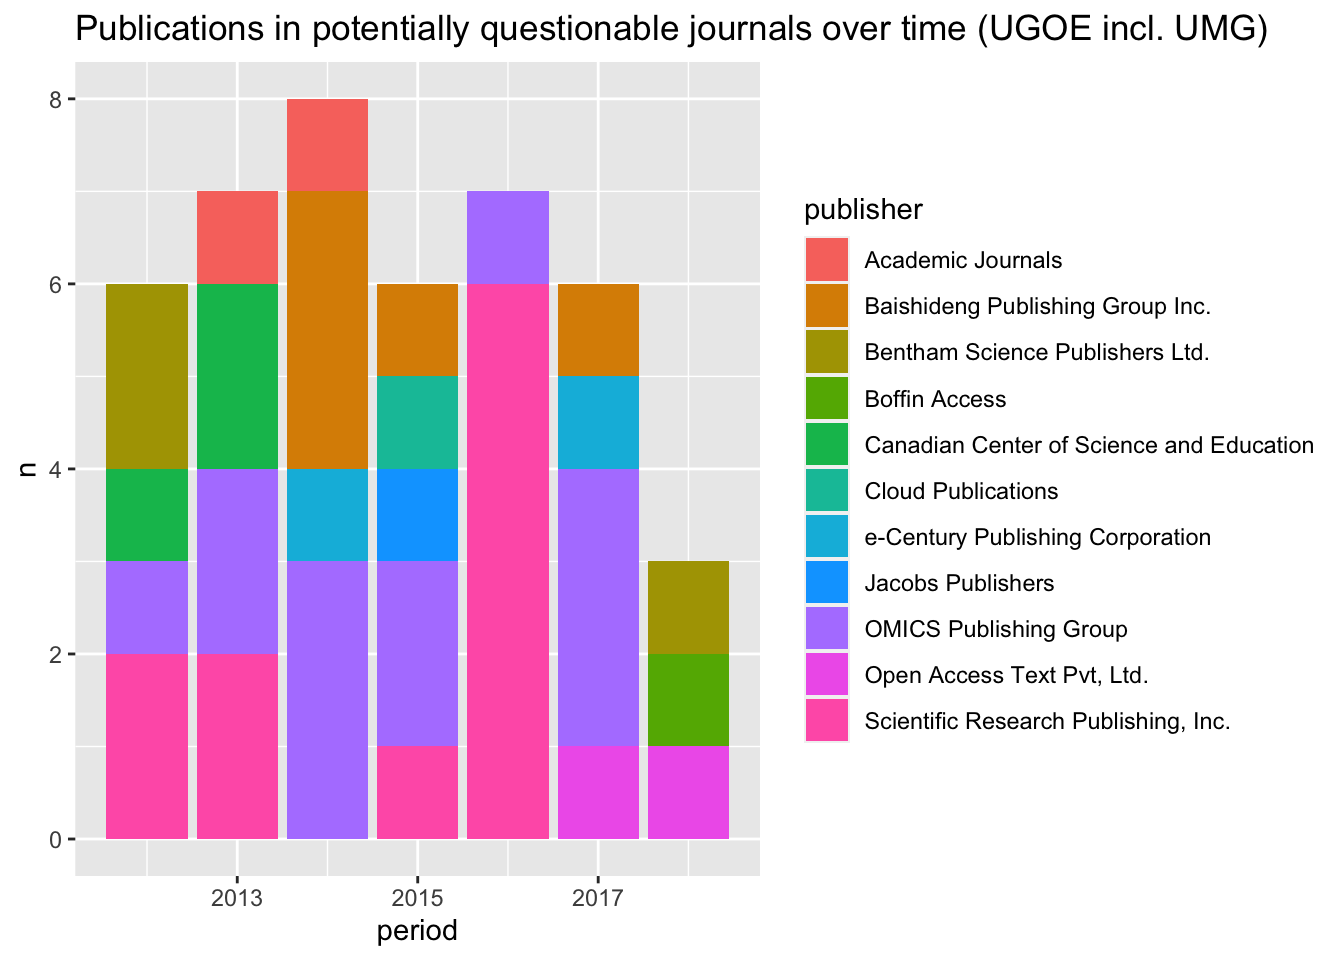 Publications in potentially questionable journals over time (UGOE incl. UMG)
8
6
4
2
0
n
2013 2015 2017
period
publisher
Academic Journals
Baishideng Publishing Group Inc.
Bentham Science Publishers Ltd.
Boffin Access
Canadian Center of Science and Education
Cloud Publications
e-Century Publishing Corporation
Jacobs Publishers
OMICS Publishing Group
Open Access Text Pvt, Ltd.
Scientific Research Publishing, Inc.